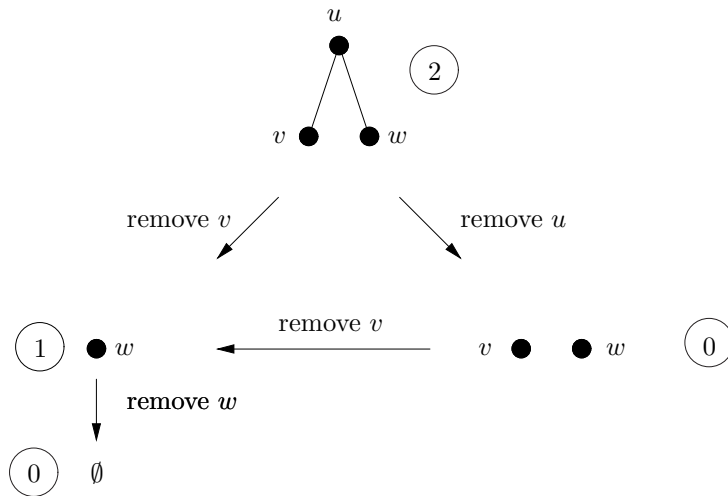 u
2
v w
remove v remove u
remove v
1 w v w 0
remove w
0 ∅